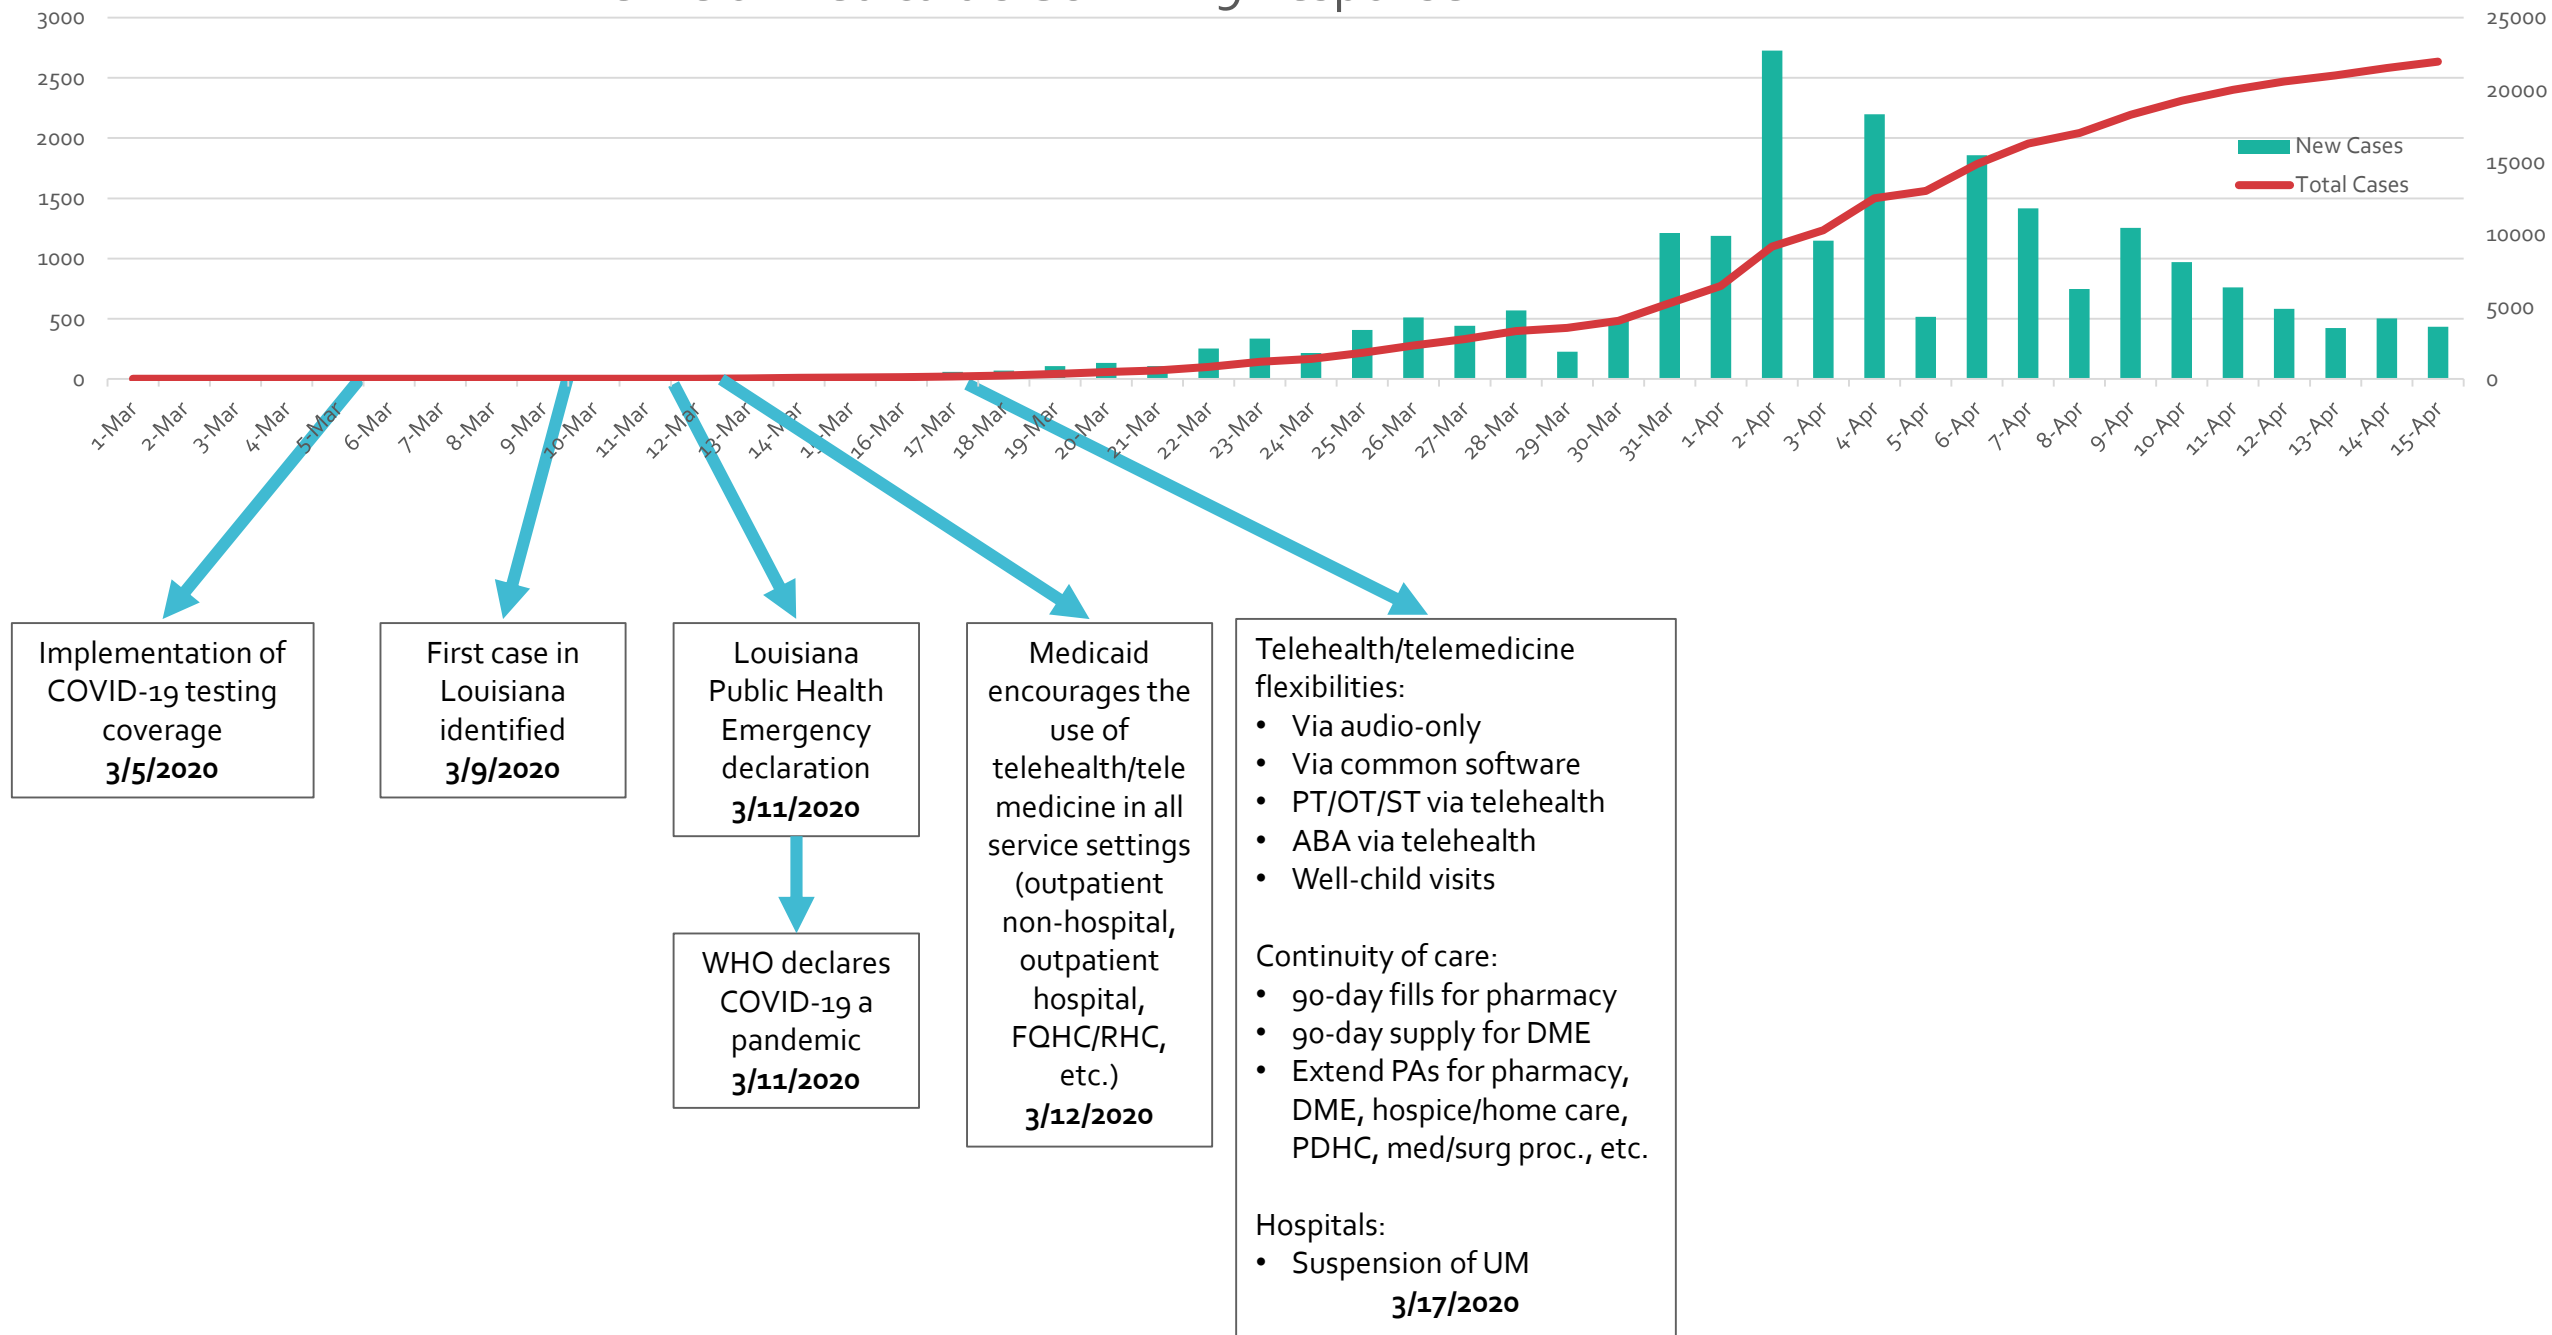 3000
2500
2000
1500
1000
500
0
25000
20000
15000
10000
5000
0
New Cases
Total Cases
1-Mar
2-Mar
3-Mar
4-Mar
5-Mar
6-Mar
7-Mar
8-Mar
9-Mar
10-Mar
11-Mar
12-Mar
13-Mar
14-Mar
15-Mar
16-Mar
17-Mar
18-Mar
19-Mar
20-Mar
21-Mar
22-Mar
23-Mar
24-Mar
25-Mar
26-Mar
27-Mar
28-Mar
29-Mar
30-Mar
31-Mar
1-Apr
2-Apr
3-Apr
4-Apr
5-Apr
6-Apr
7-Apr
8-Apr
9-Apr
10-Apr
11-Apr
12-Apr
13-Apr
14-Apr
15-Apr
Implementation of
COVID-19 testing
coverage
3/5/2020
First case in
Louisiana
identified
3/9/2020
Louisiana
Public Health
Emergency
declaration
3/11/2020
WHO declares
COVID-19 a
pandemic
3/11/2020
Medicaid
encourages the
use of
telehealth/tele
medicine in all
service settings
(outpatient
non-hospital,
outpatient
hospital,
FQHC/RHC,
etc.)
3/12/2020
Telehealth/telemedicine
flexibilities:
• Via audio-only
• Via common software
• PT/OT/ST via telehealth
• ABA via telehealth
• Well-child visits
Continuity of care:
• 90-day fills for pharmacy
• 90-day supply for DME
• Extend PAs for pharmacy,
DME, hospice/home care,
PDHC, med/surg proc., etc.
Hospitals:
• Suspension of UM
3/17/2020